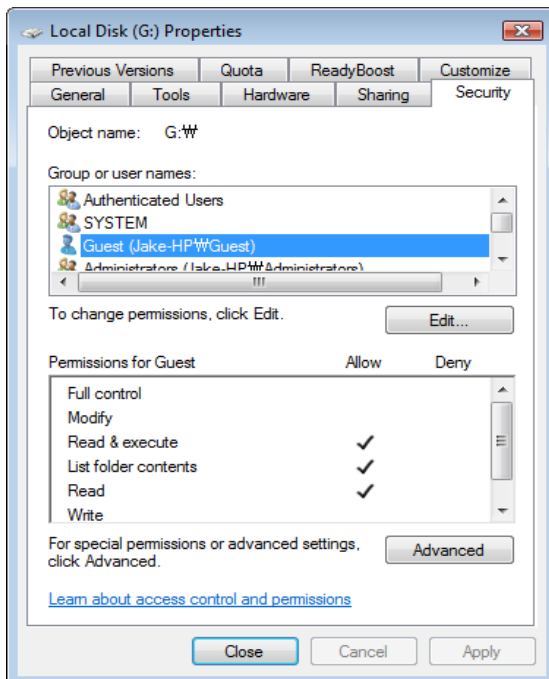 Local Disk (G:) Properties
Previous Versions Quota ReadyBoost Customize
General Tools Hardware Sharing Security
Object name: G:₩
Group or user names:
Authenticated Users
SYSTEM
Guest (Jake-HP₩Guest)
Administrators (Jake-HP₩Administrators)
To change permissions, click Edit.
Edit...
Permissions for Guest Allow Deny
Full control
Modify
Read & execute
List folder contents
Read
Write
For special permissions or advanced settings,
click Advanced.
Advanced
Learn about access control and permissions
Close Cancel Apply